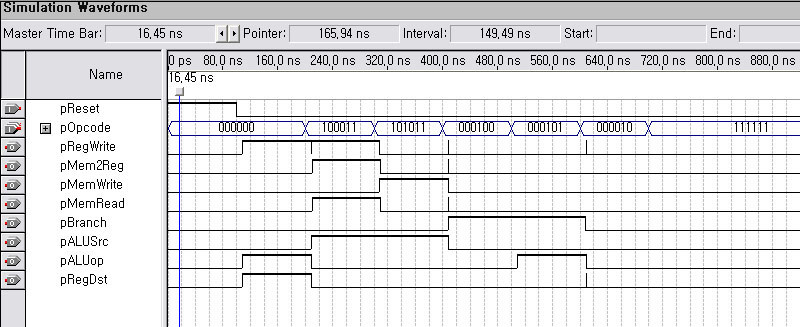 Simulation Waveforms
Master Time Bar: 16,45 ns Pointer: 165,94 ns Interval: 149,49 ns Start: End:
Name
0 ps 80,0 ns 160,0 ns 240,0 ns 320,0 ns 400,0 ns 480,0 ns 560,0 ns 640,0 ns 720,0 ns 800,0 ns 880,0 ns
16,45 ns
pReset
pOpcode 000000 100011 101011 000100 000101 000010 111111
pRegWrite
pMem2Reg
pMemWrite
pMemRead
pBranch
pALUSrc
pALUop
pRegDst